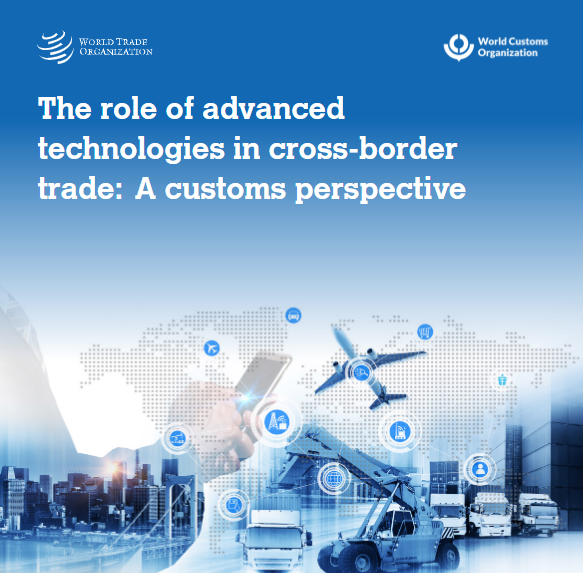 WORLD TRADE
ORGANIZATION
World Customs
Organization
The role of advanced
technologies in cross-border
trade: A customs perspective